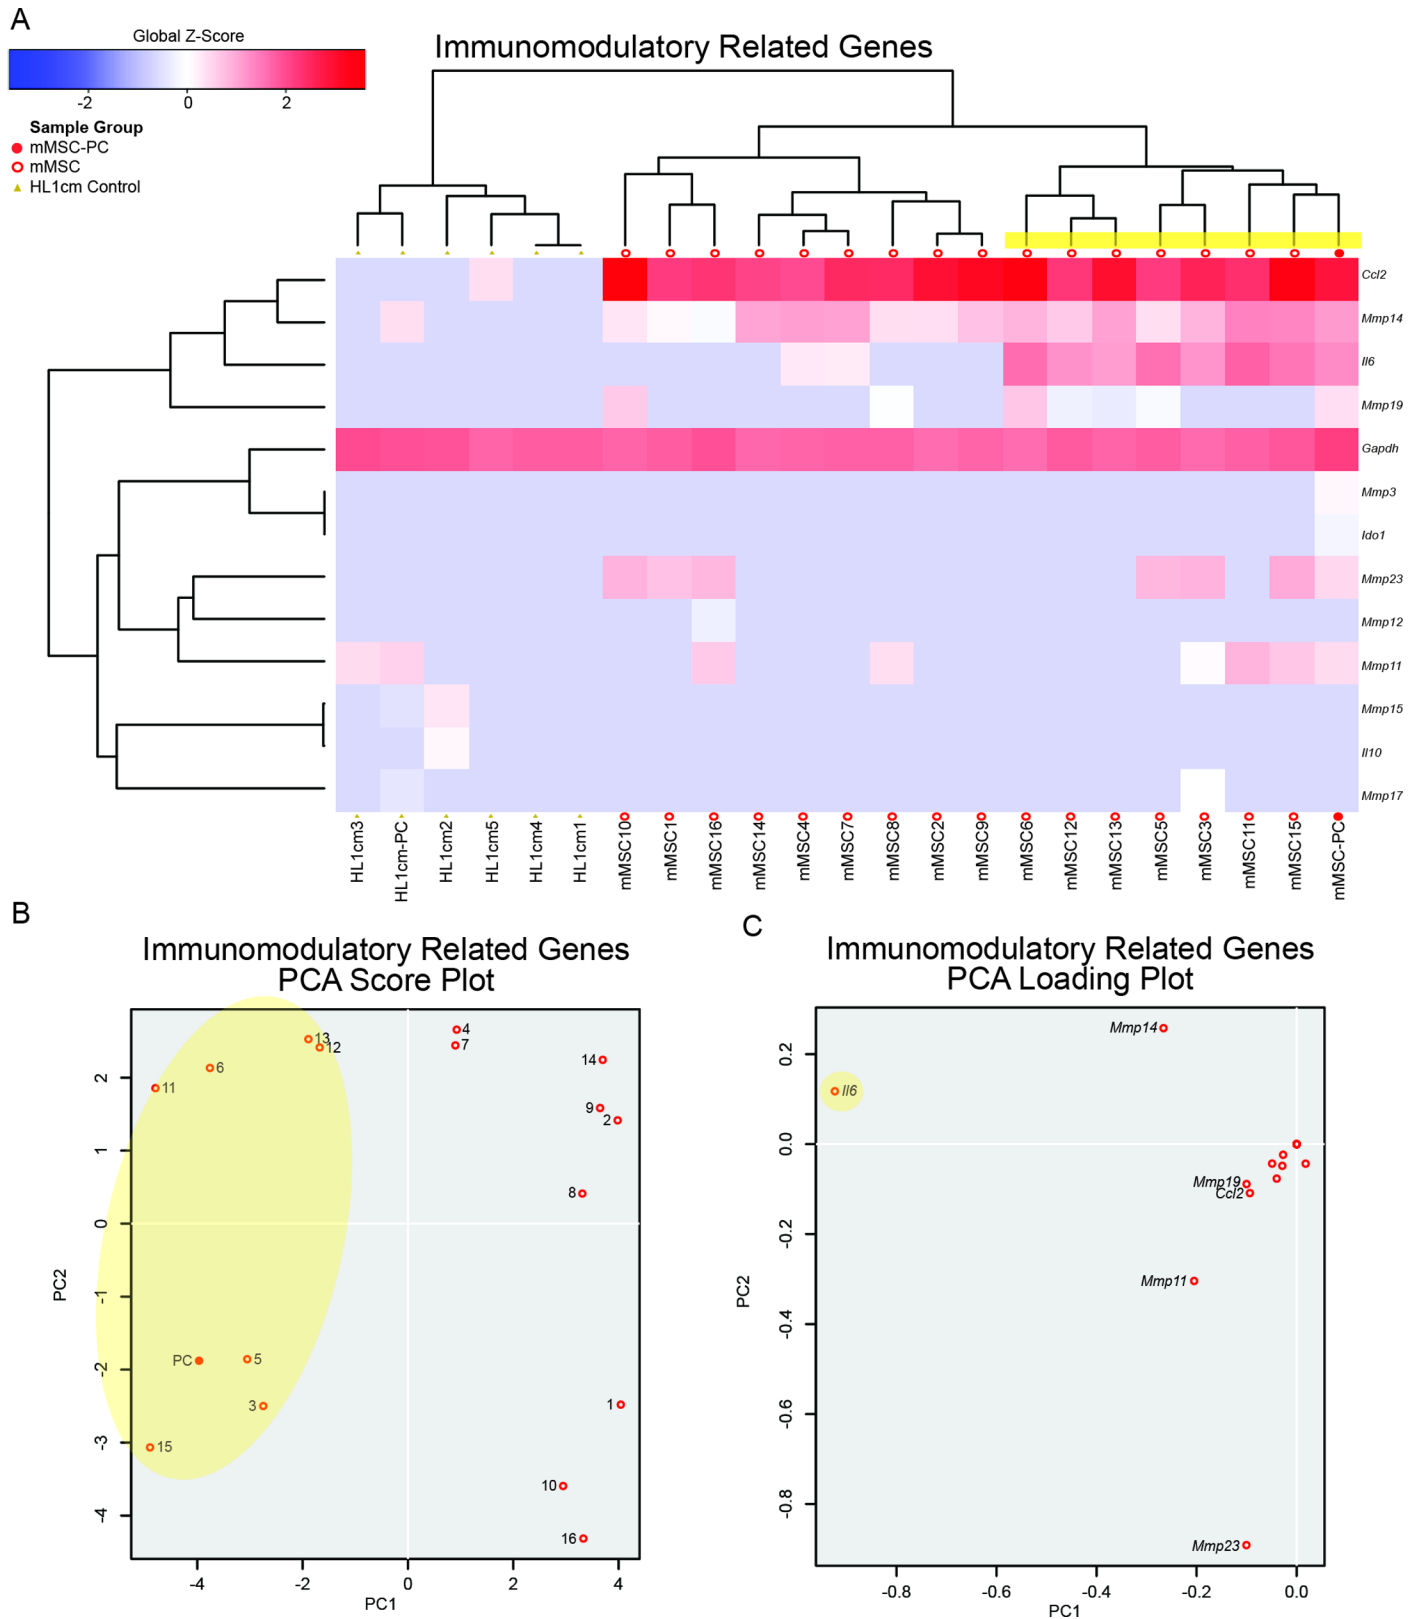 A
Global Z-Score
-2 0 2
Sample Group
mMSC-PC
mMSC
HL1cm Control
Immunomodulatory Related Genes
Ccl2
Mmp14
Il6
Mmp19
Gapdh
Mmp3
Ido1
Mmp23
Mmp12
Mmp11
Mmp15
Il10
Mmp17
HL1cm3
HL1cm-PC
HL1cm2
HL1cm5
HL1cm4
HL1cm1
mMSC10
mMSC1
mMSC16
mMSC14
mMSC4
mMSC7
mMSC8
mMSC2
mMSC9
mMSC6
mMSC12
mMSC13
mMSC5
mMSC3
mMSC11
mMSC15
mMSC-PC
B
Immunomodulatory Related Genes
PCA Score Plot
PC2
2
1
0
-1
-2
-3
-4
13
12
4
7
6
11
14
9
2
8
PC
5
3
15
1
10
16
-4 -2 0 2 4
PC1
C
Immunomodulatory Related Genes
PCA Loading Plot
PC2
0.2
0.0
-0.2
-0.4
-0.6
-0.8
Mmp14
Il6
Mmp19
Ccl2
Mmp11
Mmp23
-0.8 -0.6 -0.4 -0.2 0.0
PC1